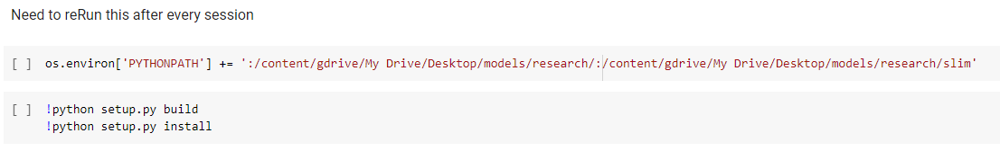 Need to reRun this after every session
[ ] os.environ['PYTHONPATH'] += ':/content/gdrive/My Drive/Desktop/models/research/:/content/gdrive/My Drive/Desktop/models/research/slim'
[ ] !python setup.py build
!python setup.py install